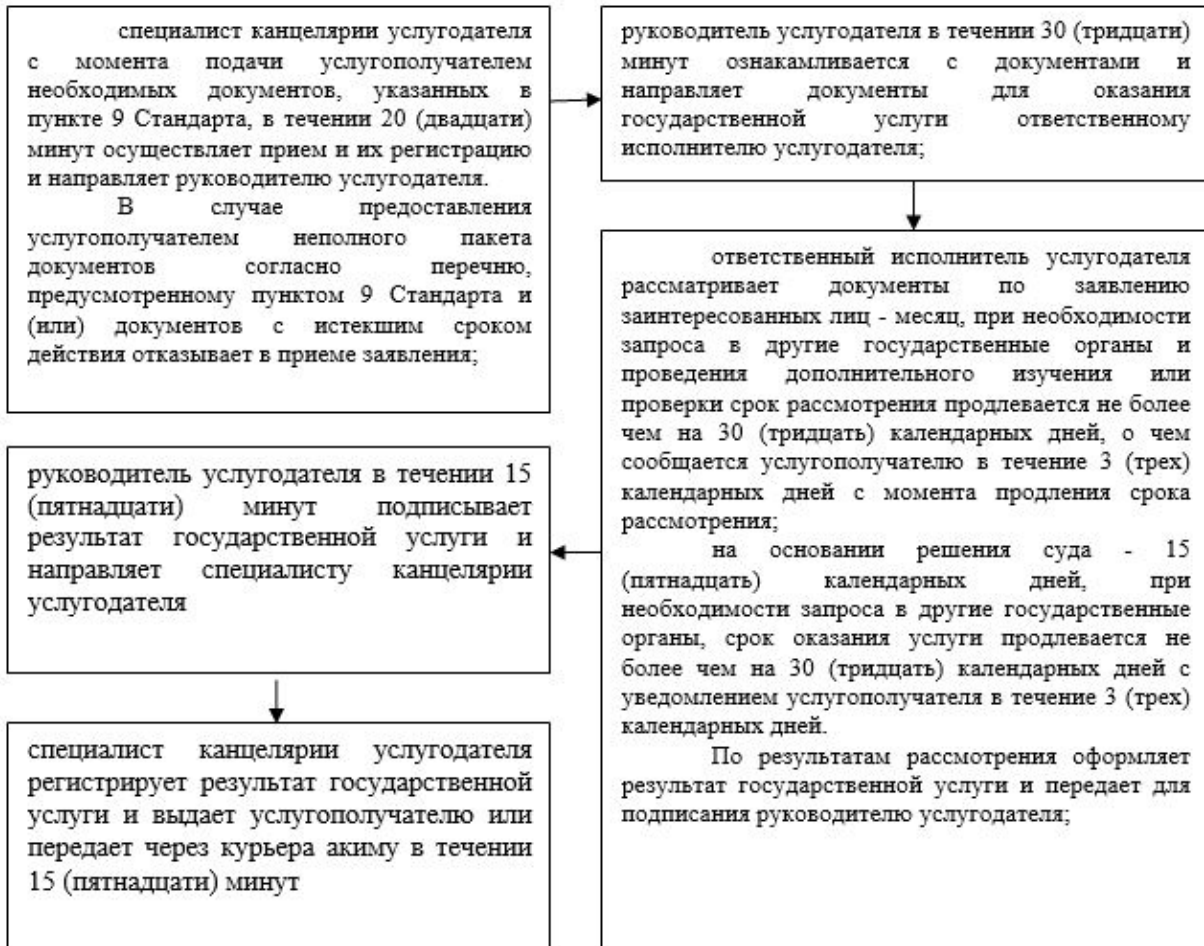 специалист канцелярии услугодателя
с момента подачи услугополучателем
необходимых документов, указанных в
пункте 9 Стандарта, в течении 20 (двадцати)
минут осуществляет прием и их регистрацию
и направляет руководителю услугодателя.
В случае предоставления
услугополучателем неполного пакета
документов согласно перечню,
предусмотренному пунктом 9 Стандарта и
(или) документов с истекшим сроком
действия отказывает в приеме заявления;
руководитель услугодателя в течении 30 (тридцати)
минут ознакамливается с документами и
направляет документы для оказания
государственной услуги ответственному
исполнителю услугодателя;
ответственный исполнитель услугодателя
рассматривает документы по заявлению
заинтересованных лиц - месяц, при необходимости
запроса в другие государственные органы и
проведения дополнительного изучения или
проверки срок рассмотрения продлевается не более
чем на 30 (тридцать) календарных дней, о чем
сообщается услугополучателю в течение 3 (трех)
календарных дней с момента продления срока
рассмотрения;
на основании решения суда - 15
(пятнадцать) календарных дней, при
необходимости запроса в другие государственные
органы, срок оказания услуги продлевается не
более чем на 30 (тридцать) календарных дней с
уведомлением услугополучателя в течение 3 (трех)
календарных дней.
По результатам рассмотрения оформляет
результат государственной услуги и передает для
подписания руководителю услугодателя;
руководитель услугодателя в течении 15
(пятнадцати) минут подписывает
результат государственной услуги и
направляет специалисту канцелярии
услугодателя
специалист канцелярии услугодателя
регистрирует результат государственной
услуги и выдает услугополучателю или
передает через курьера акиму в течении
15 (пятнадцати) минут